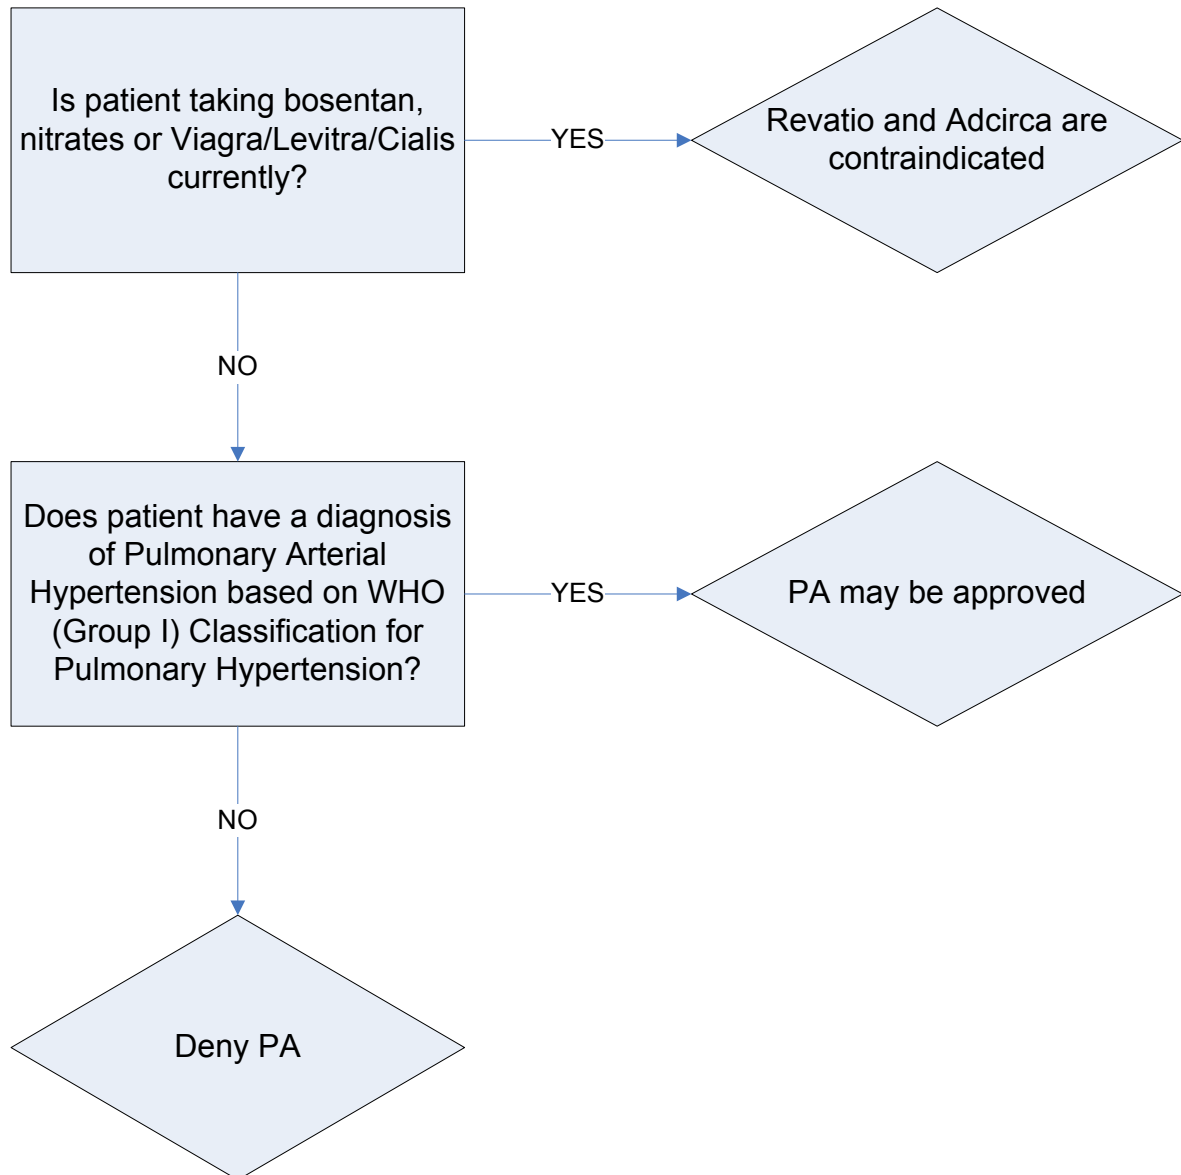 Is patient taking bosentan,
nitrates or Viagra/Levitra/Cialis
currently?
YES
Revatio and Adcirca are
contraindicated
NO
Does patient have a diagnosis
of Pulmonary Arterial
Hypertension based on WHO
(Group I) Classification for
Pulmonary Hypertension?
YES
PA may be approved
NO
Deny PA